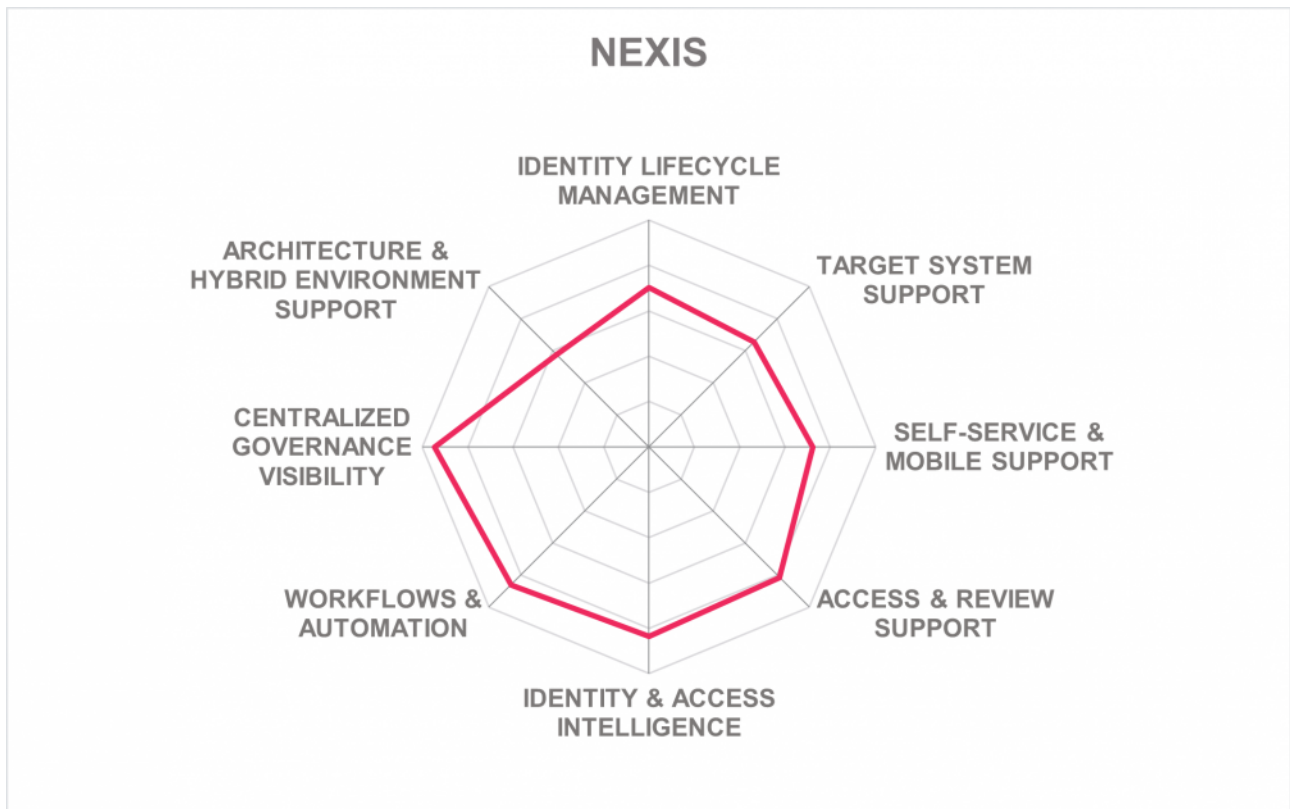 NEXIS
IDENTITY LIFECYCLE
MANAGEMENT
ARCHITECTURE &
HYBRID ENVIRONMENT
SUPPORT
TARGET SYSTEM
SUPPORT
CENTRALIZED
GOVERNANCE
VISIBILITY
SELF-SERVICE &
MOBILE SUPPORT
WORKFLOWS &
AUTOMATION
ACCESS & REVIEW
SUPPORT
IDENTITY & ACCESS
INTELLIGENCE